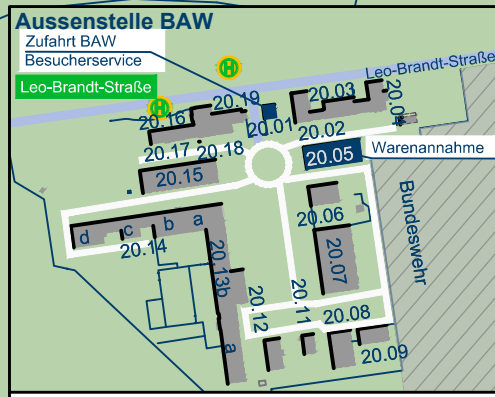 Aussenstelle BAW
Zufahrt BAW
Besucherservice
Leo-Brandt-Straße
H
H
Leo-Brandt-Straße
20.19
20.03
20.04
20.16
20.01
20.02
20.17
20.18
20.05
Warenannahme
20.15
Bundeswehr
20.06
a
b
c
d
20.14
20.13b
20.07
20.12
20.11
20.08
a
20.09